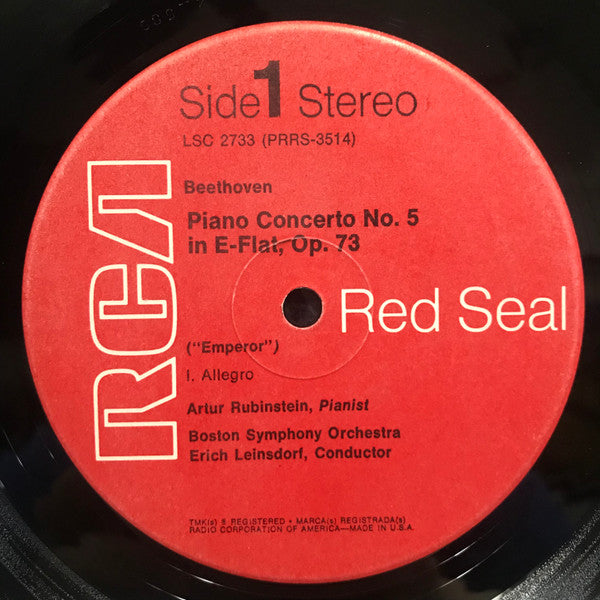 Side 1 Stereo
LSC 2733 (PRRS-3514)
Beethoven
Piano Concerto No. 5
in E-Flat, Op. 73
RCA
Red Seal
("Emperor")
I. Allegro
Artur Rubinstein, Pianist
Boston Symphony Orchestra
Erich Leinsdorf, Conductor
TMK(s) ® REGISTERED • MARCA(s) REGISTRADA(s)
RADIO CORPORATION OF AMERICA—MADE IN U.S.A.